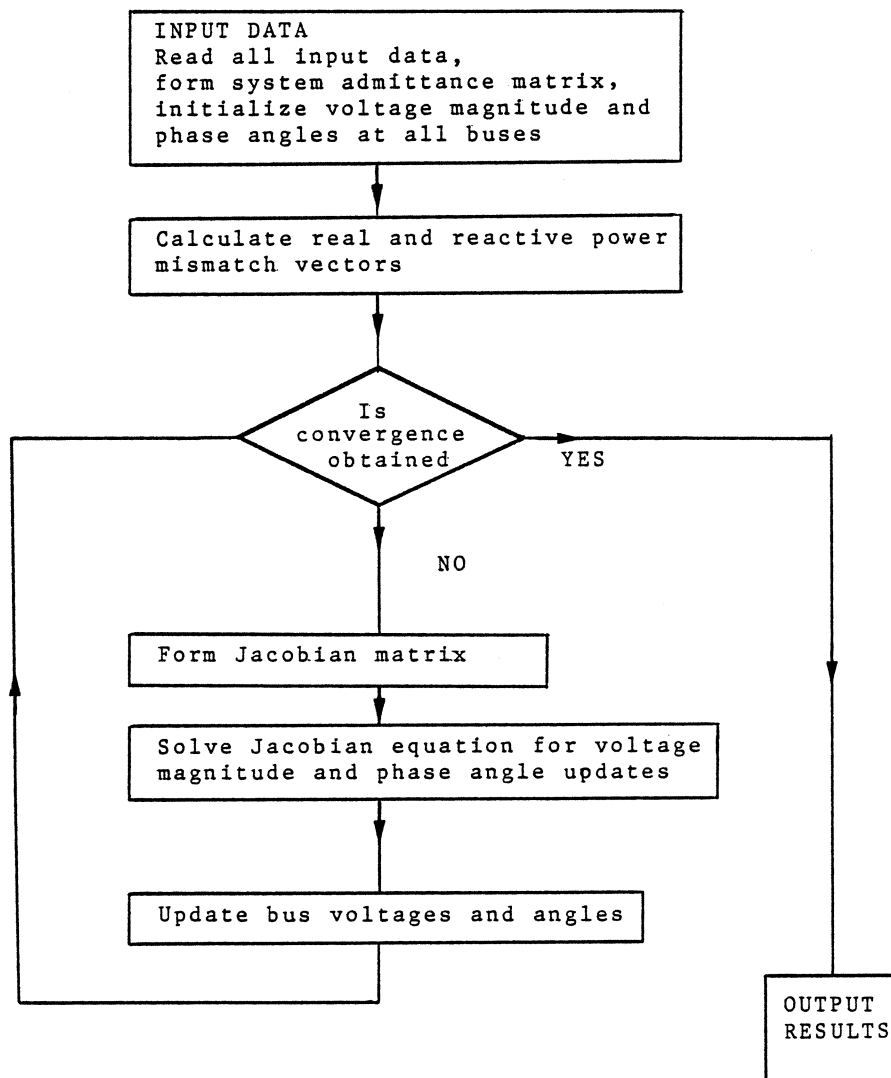 INPUT DATA
Read all input data,
form system admittance matrix,
initialize voltage magnitude and
phase angles at all buses
Calculate real and reactive power
mismatch vectors
Is
convergence
obtained
YES
NO
Form Jacobian matrix
Solve Jacobian equation for voltage
magnitude and phase angle updates
Update bus voltages and angles
OUTPUT
RESULTS